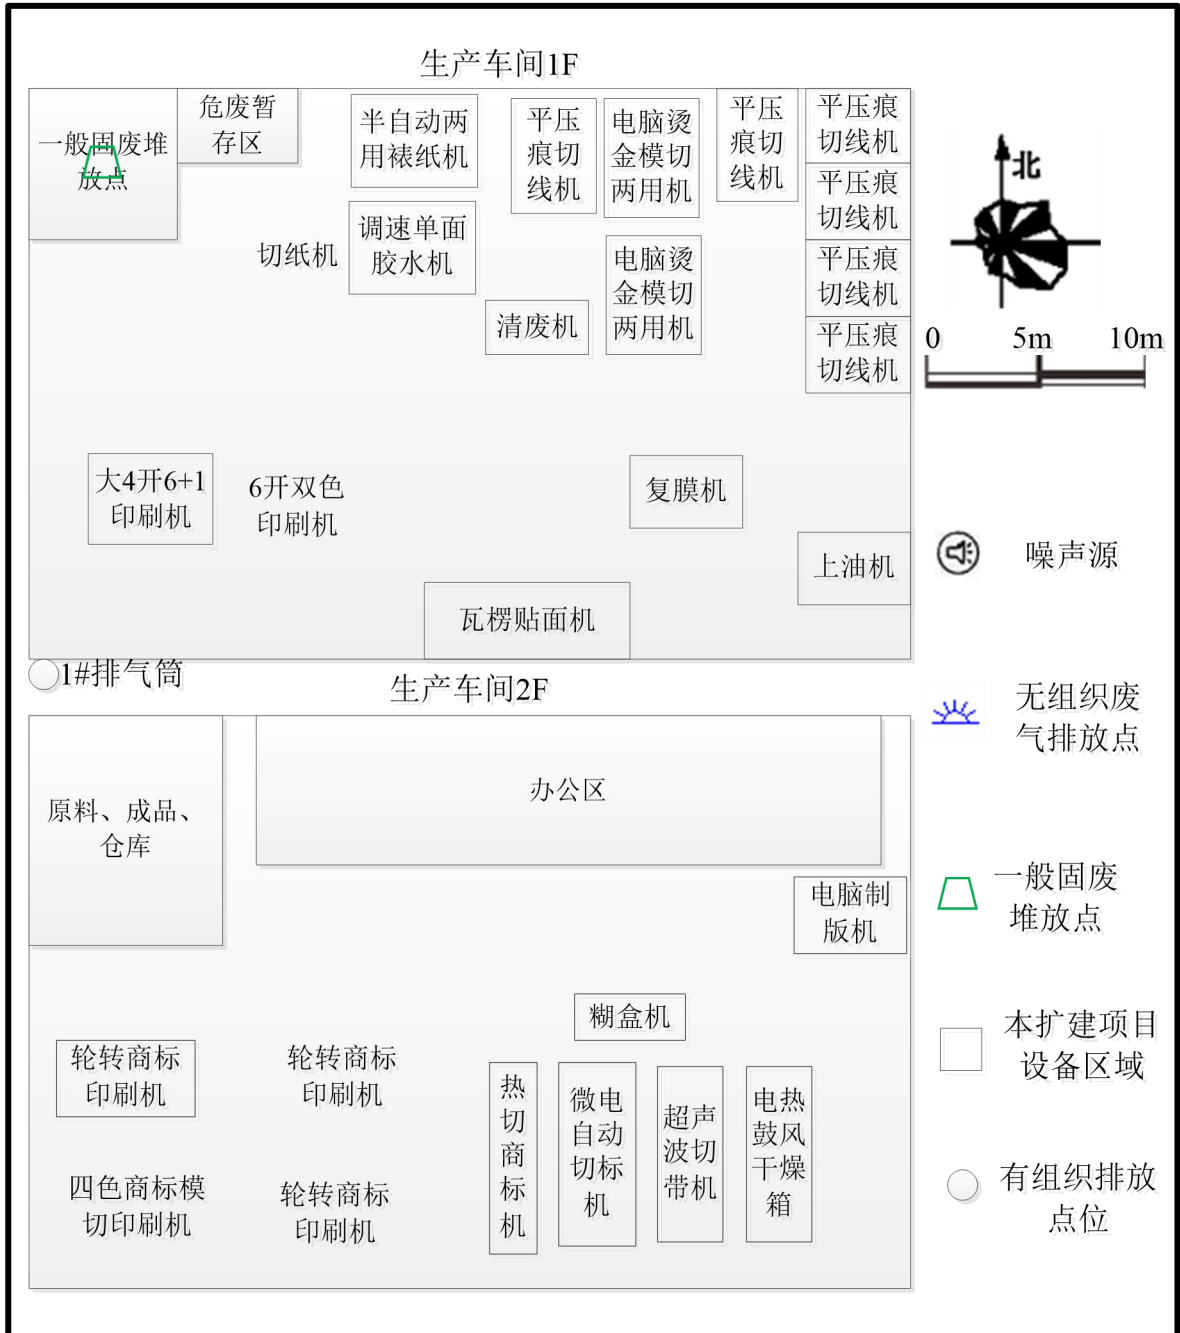 生产车间1F
一般固废堆
放点
危废暂
存区
半自动两
用裱纸机
平压
痕切
线机
电脑烫
金模切
两用机
平压
痕切
线机
平压痕
切线机
平压痕
切线机
平压痕
切线机
平压痕
切线机
切纸机
调速单面
胶水机
清废机
电脑烫
金模切
两用机
大4开6+1
印刷机
6开双色
印刷机
复膜机
上油机
瓦楞贴面机
1#排气筒
生产车间2F
原料、成品、
仓库
办公区
电脑制
版机
糊盒机
轮转商标
印刷机
轮转商标
印刷机
四色商标模
切印刷机
轮转商标
印刷机
热
切
商
标
机
微电
自动
切标
机
超声
波切
带机
电热
鼓风
干燥
箱
北
0 5m 10m
噪声源
无组织废
气排放点
一般固废
堆放点
本扩建项目
设备区域
有组织排放
点位